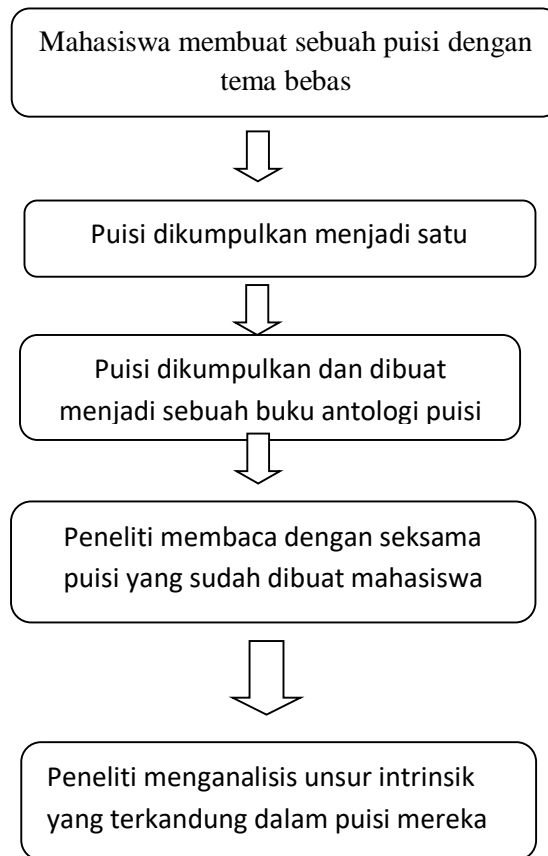 Mahasiswa membuat sebuah puisi dengan
tema bebas
Puisi dikumpulkan menjadi satu
Puisi dikumpulkan dan dibuat
menjadi sebuah buku antologi puisi
Peneliti membaca dengan seksama
puisi yang sudah dibuat mahasiswa
Peneliti menganalisis unsur intrinsik
yang terkandung dalam puisi mereka